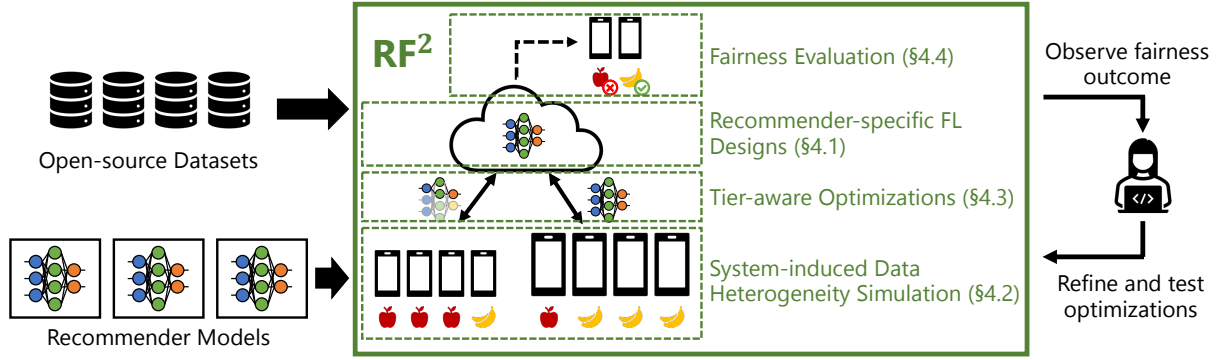 RF²
Fairness Evaluation (§4.4)
Observe fairness
outcome
Open-source Datasets
Recommender-specific FL
Designs (§4.1)
Tier-aware Optimizations (§4.3)
</>
System-induced Data
Heterogeneity Simulation (§4.2)
Recommender Models
Refine and test
optimizations